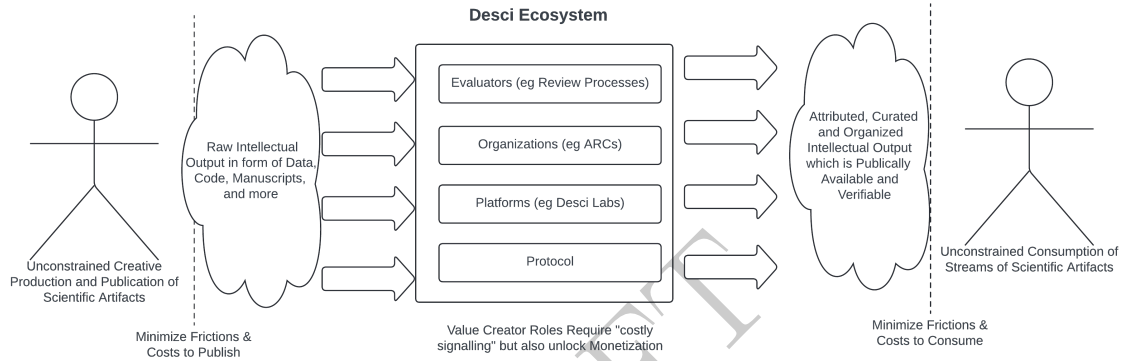 Desci Ecosystem
Raw Intellectual
Output in form of Data,
Code, Manuscripts,
and more
Evaluators (eg Review Processes)
Organizations (eg ARCs)
Platforms (eg Desci Labs)
Protocol
Attributed, Curated
and Organized
Intellectual Output
which is Publically
Available and
Verifiable
Unconstrained Creative
Production and Publication of
Scientific Artifacts
Unconstrained Consumption of
Streams of Scientific Artifacts
Minimize Frictions &
Costs to Publish
Value Creator Roles Require "costly
signalling" but also unlock Monetization
Minimize Frictions &
Costs to Consume